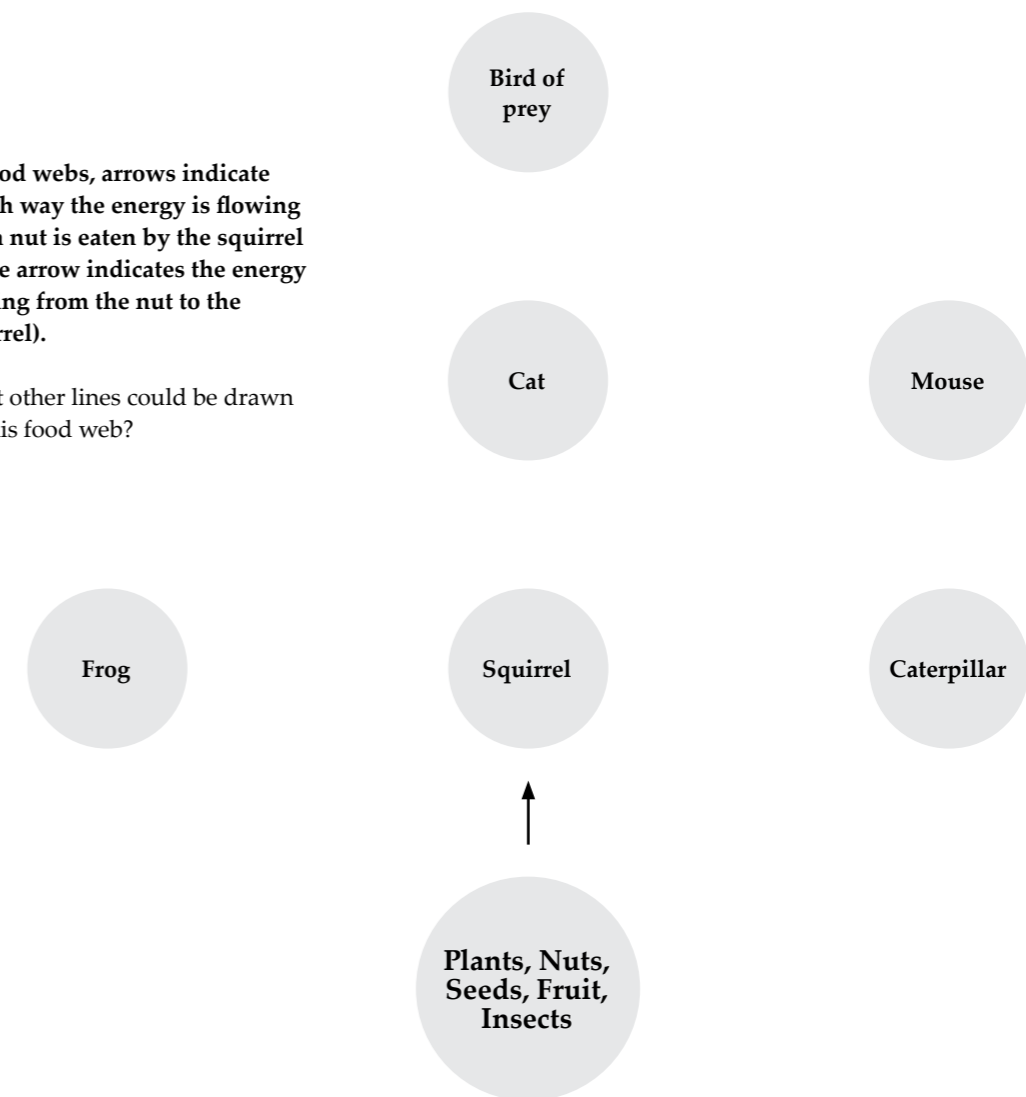 Bird of
prey
od webs, arrows indicate
h way the energy is flowing
n nut is eaten by the squirrel
e arrow indicates the energy
ing from the nut to the
rrel).
Cat
Mouse
t other lines could be drawn
is food web?
Frog
Squirrel
Caterpillar
Plants, Nuts,
Seeds, Fruit,
Insects